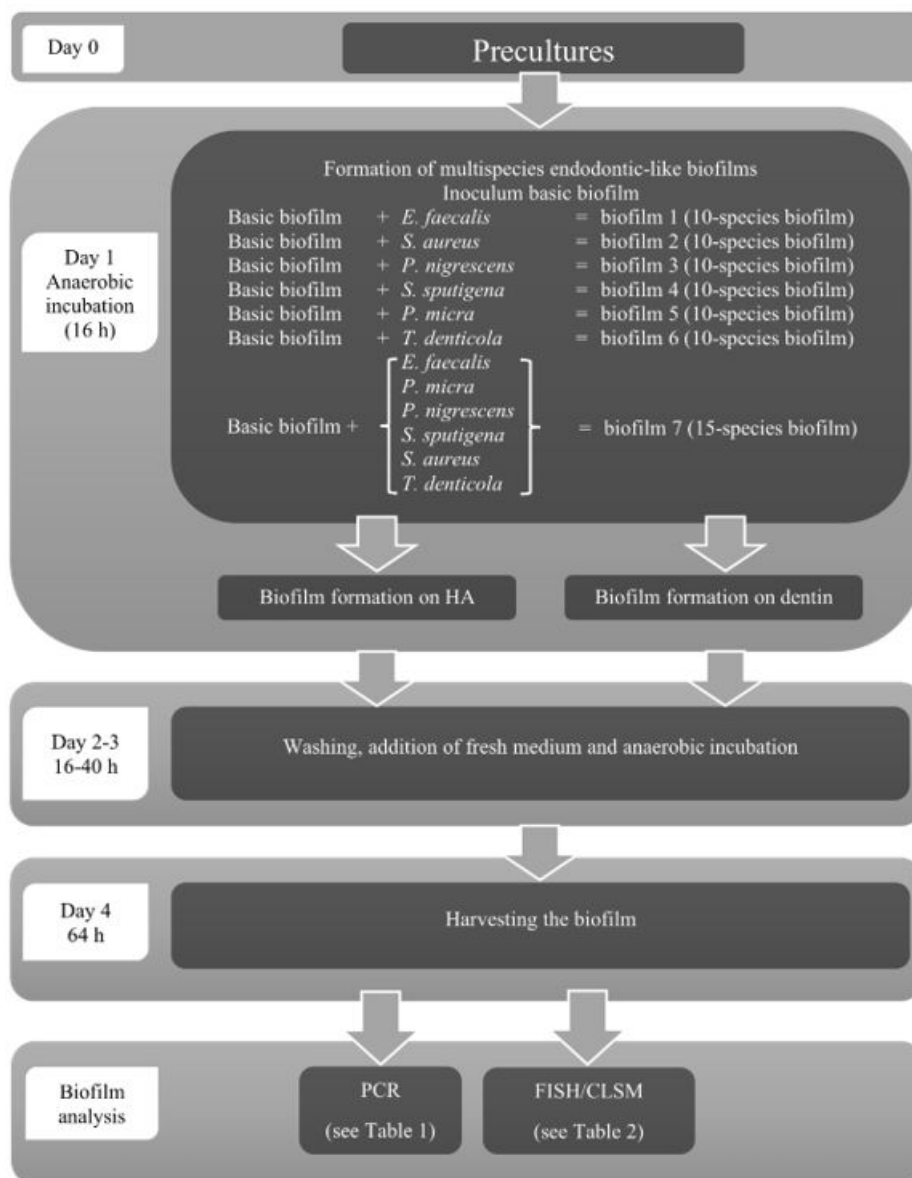 Day 0
Precultures
Day 1
Anaerobic
incubation
(16 h)
Formation of multispecies endodontic-like biofilms
Inoculum basic biofilm
Basic biofilm + E. faecalis = biofilm 1 (10-species biofilm)
Basic biofilm + S. aureus = biofilm 2 (10-species biofilm)
Basic biofilm + P. nigrescens = biofilm 3 (10-species biofilm)
Basic biofilm + S. sputigena = biofilm 4 (10-species biofilm)
Basic biofilm + P. micra = biofilm 5 (10-species biofilm)
Basic biofilm + T. denticola = biofilm 6 (10-species biofilm)
E. faecalis
P. micra
P. nigrescens
Basic biofilm + = biofilm 7 (15-species biofilm)
S. sputigena
S. aureus
T. denticola
Biofilm formation on HA
Biofilm formation on dentin
Day 2-3
16-40 h
Washing, addition of fresh medium and anaerobic incubation
Day 4
64 h
Harvesting the biofilm
Biofilm
analysis
PCR
(see Table 1)
FISH/CLSM
(see Table 2)